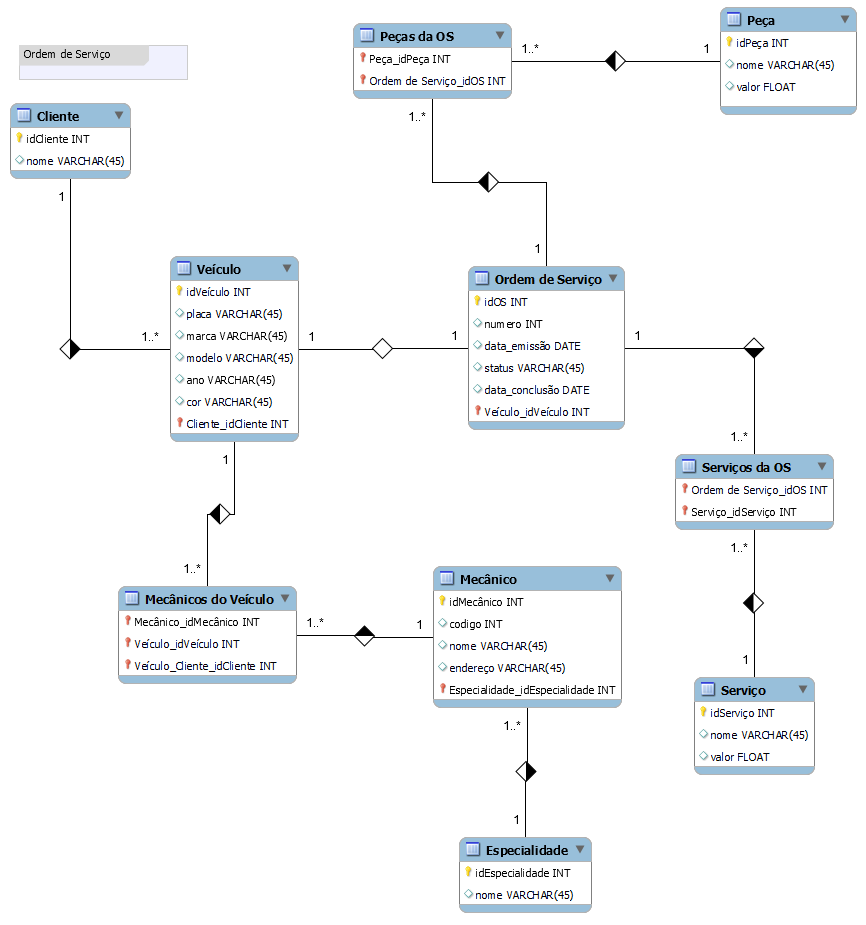 Ordem de Serviço
Cliente
idCliente INT
nome VARCHAR(45)
1
1..*
Veículo
idVeículo INT
placa VARCHAR(45)
marca VARCHAR(45)
modelo VARCHAR(45)
ano VARCHAR(45)
cor VARCHAR(45)
Cliente_idCliente INT
1
1
Peças da OS
Peça_idPeça INT
Ordem de Serviço_idOS INT
1..*
1
Peça
idPeça INT
nome VARCHAR(45)
valor FLOAT
1..*
1
Ordem de Serviço
idOS INT
numero INT
data_emissão DATE
status VARCHAR(45)
data_conclusão DATE
Veículo_idVeículo INT
1
1..*
Serviços da OS
Ordem de Serviço_idOS INT
Serviço_idServiço INT
1..*
1
Serviço
idServiço INT
nome VARCHAR(45)
valor FLOAT
1
1..*
Mecânicos do Veículo
Mecânico_idMecânico INT
Veículo_idVeículo INT
Veículo_Cliente_idCliente INT
1..*
1
Mecânico
idMecânico INT
codigo INT
nome VARCHAR(45)
endereço VARCHAR(45)
Especialidade_idEspecialidade INT
1..*
1
Especialidade
idEspecialidade INT
nome VARCHAR(45)